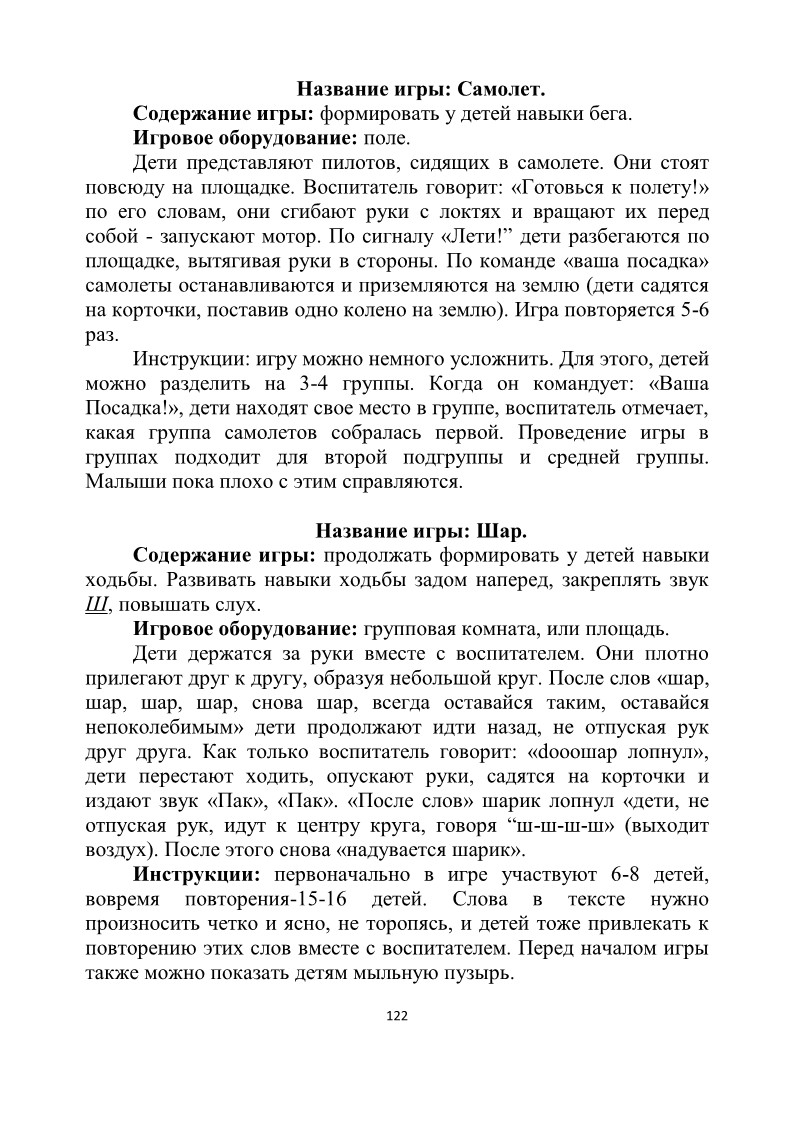 Название игры: Самолет.
Содержание игры: формировать у детей навыки бега.
Игровое оборудование: поле.
Дети представляют пилотов, сидящих в самолете. Они стоят
повсюду на площадке. Воспитатель говорит: «Готовься к полету!»
по его словам, они сгибают руки с локтях и вращают их перед
собой - запускают мотор. По сигналу «Лети!” дети разбегаются по
площадке, вытягивая руки в стороны. По команде «ваша посадка»
самолеты останавливаются и приземляются на землю (дети садятся
на корточки, поставив одно колено на землю). Игра повторяется 5-6
раз.
Инструкции: игру можно немного усложнить. Для этого, детей
можно разделить на 3-4 группы. Когда он командует: «Ваша
Посадка!», дети находят свое место в группе, воспитатель отмечает,
какая группа самолетов собралась первой. Проведение игры в
группах подходит для второй подгруппы и средней группы.
Малыши пока плохо с этим справляются.
Название игры: Шар.
Содержание игры: продолжать формировать у детей навыки
ходьбы. Развивать навыки ходьбы задом наперед, закреплять звук
Ш, повышать слух.
Игровое оборудование: групповая комната, или площадь.
Дети держатся за руки вместе с воспитателем. Они плотно
прилегают друг к другу, образуя небольшой круг. После слов «шар,
шар, шар, шар, снова шар, всегда оставайся таким, оставайся
непоколебимым» дети продолжают идти назад, не отпуская рук
друг друга. Как только воспитатель говорит: «dоoошар лопнул»,
дети перестают ходить, опускают руки, садятся на корточки и
издают звук «Пак», «Пак». «После слов» шарик лопнул «дети, не
отпуская рук, идут к центру круга, говоря “ш-ш-ш-ш» (выходит
воздух). После этого снова «надувается шарик».
Инструкции: первоначально в игре участвуют 6-8 детей,
вовремя повторения-15-16 детей. Слова в тексте нужно
произносить четко и ясно, не торопясь, и детей тоже привлекать к
повторению этих слов вместе с воспитателем. Перед началом игры
также можно показать детям мыльную пузырь.
122